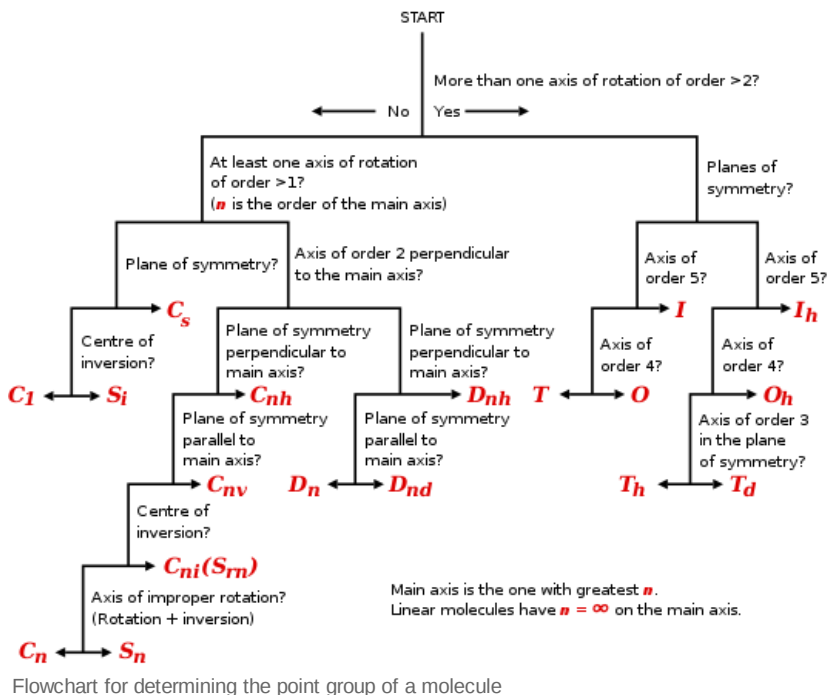 START
More than one axis of rotation of order >2?
No Yes
At least one axis of rotation
of order >1?
(n is the order of the main axis)
Planes of
symmetry?
Plane of symmetry?
Axis of order 2 perpendicular
to the main axis?
Axis of
order 5?
Axis of
order 5?
Cs
I
Ih
Centre of
inversion?
Plane of symmetry
perpendicular to
main axis?
Plane of symmetry
perpendicular to
main axis?
Axis of
order 4?
Axis of
order 4?
C1
Si
Cnh
Dnh
T
O
Oh
Plane of symmetry
parallel to
main axis?
Plane of symmetry
parallel to
main axis?
Axis of order 3
in the plane
of symmetry?
Cnv
Dn
Dnd
Th
Td
Centre of
inversion?
Cni(Srn)
Axis of improper rotation?
(Rotation + inversion)
Main axis is the one with greatest n.
Linear molecules have n = ∞ on the main axis.
Cn
Sn
Flowchart for determining the point group of a molecule